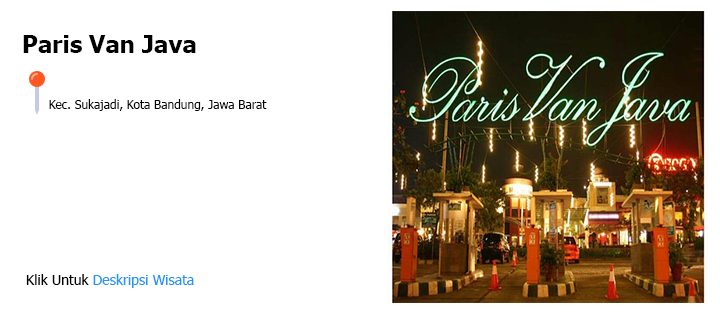 Paris Van Java
Kec. Sukajadi, Kota Bandung, Jawa Barat
Klik Untuk Deskripsi Wisata
Paris Van Java